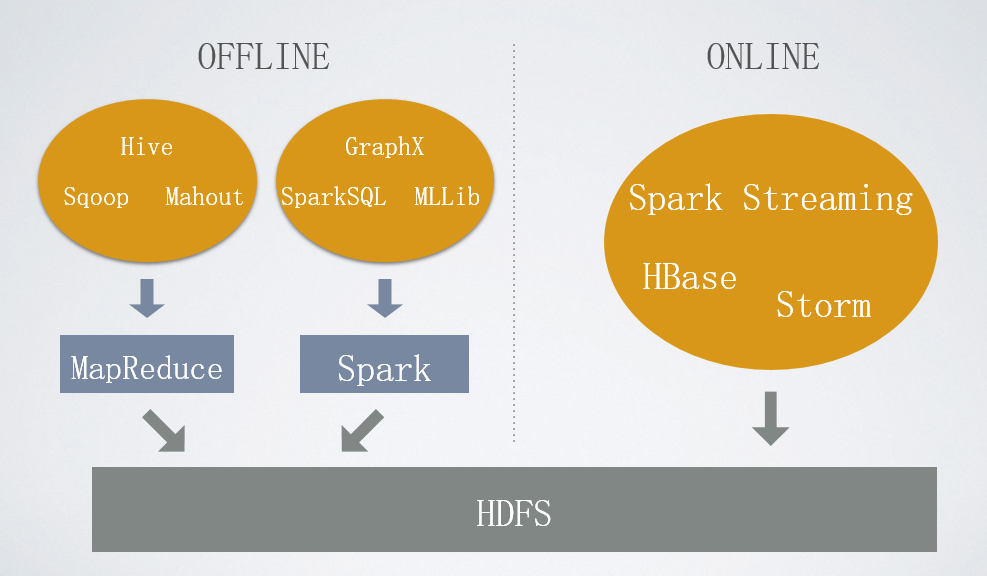 OFFLINE
ONLINE
Hive
Sqoop Mahout
GraphX
SparkSQL MLLib
Spark Streaming
HBase
Storm
MapReduce
Spark
HDFS